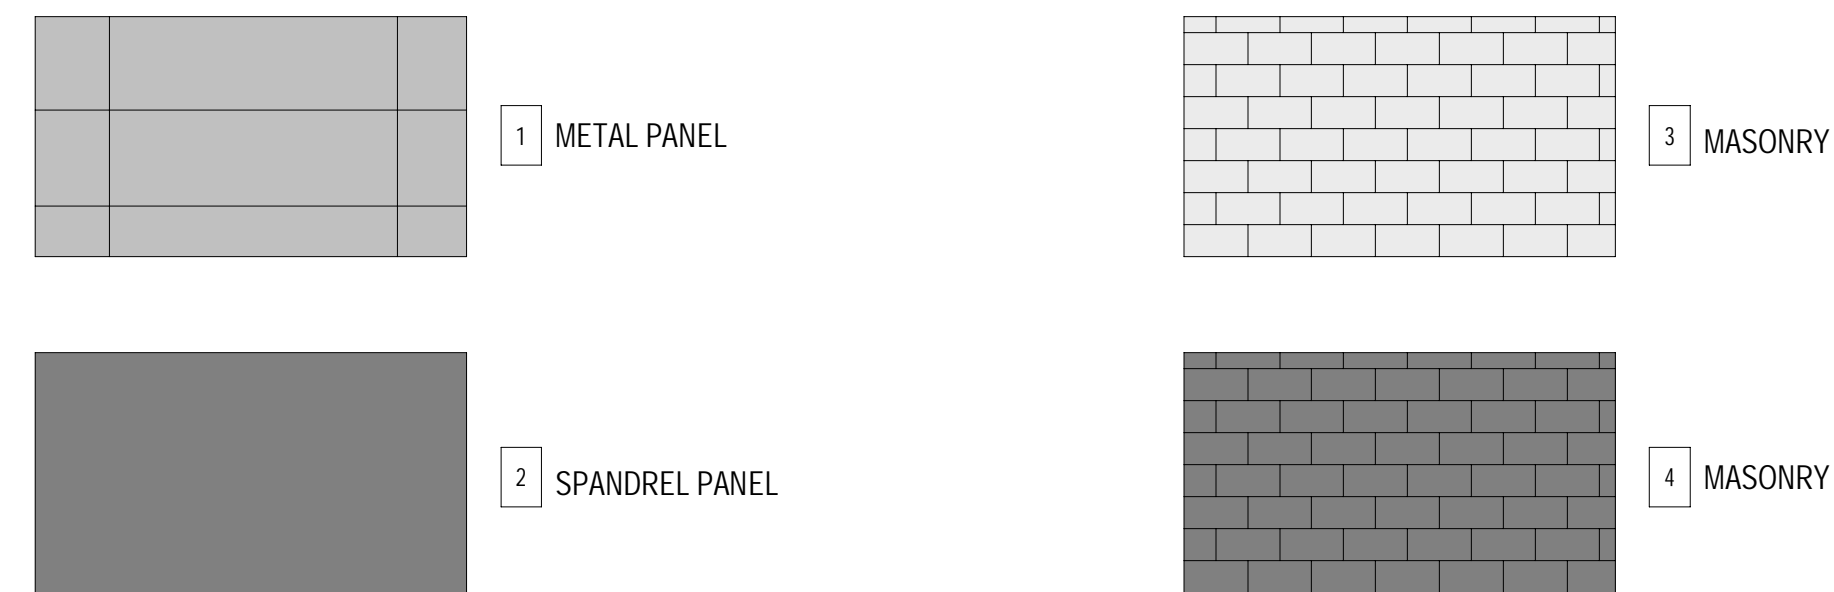 1 METAL PANEL
3 MASONRY
2 SPANDREL PANEL
4 MASONRY